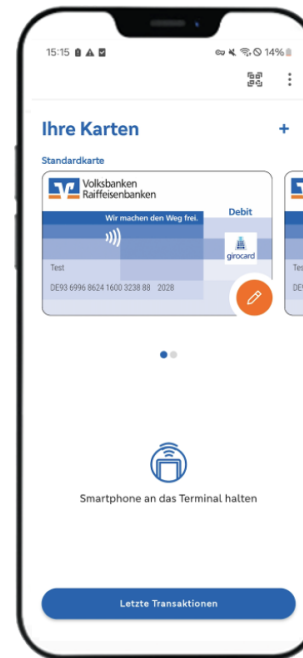 15:15 14%
Ihre Karten +
Standardkarte
Volksbanken
Raiffeisenbanken
Wir machen den Weg frei.
Debit
girocard
Test
DE93 6996 8624 1600 3238 88 2028
Smartphone an das Terminal halten
Letzte Transaktionen